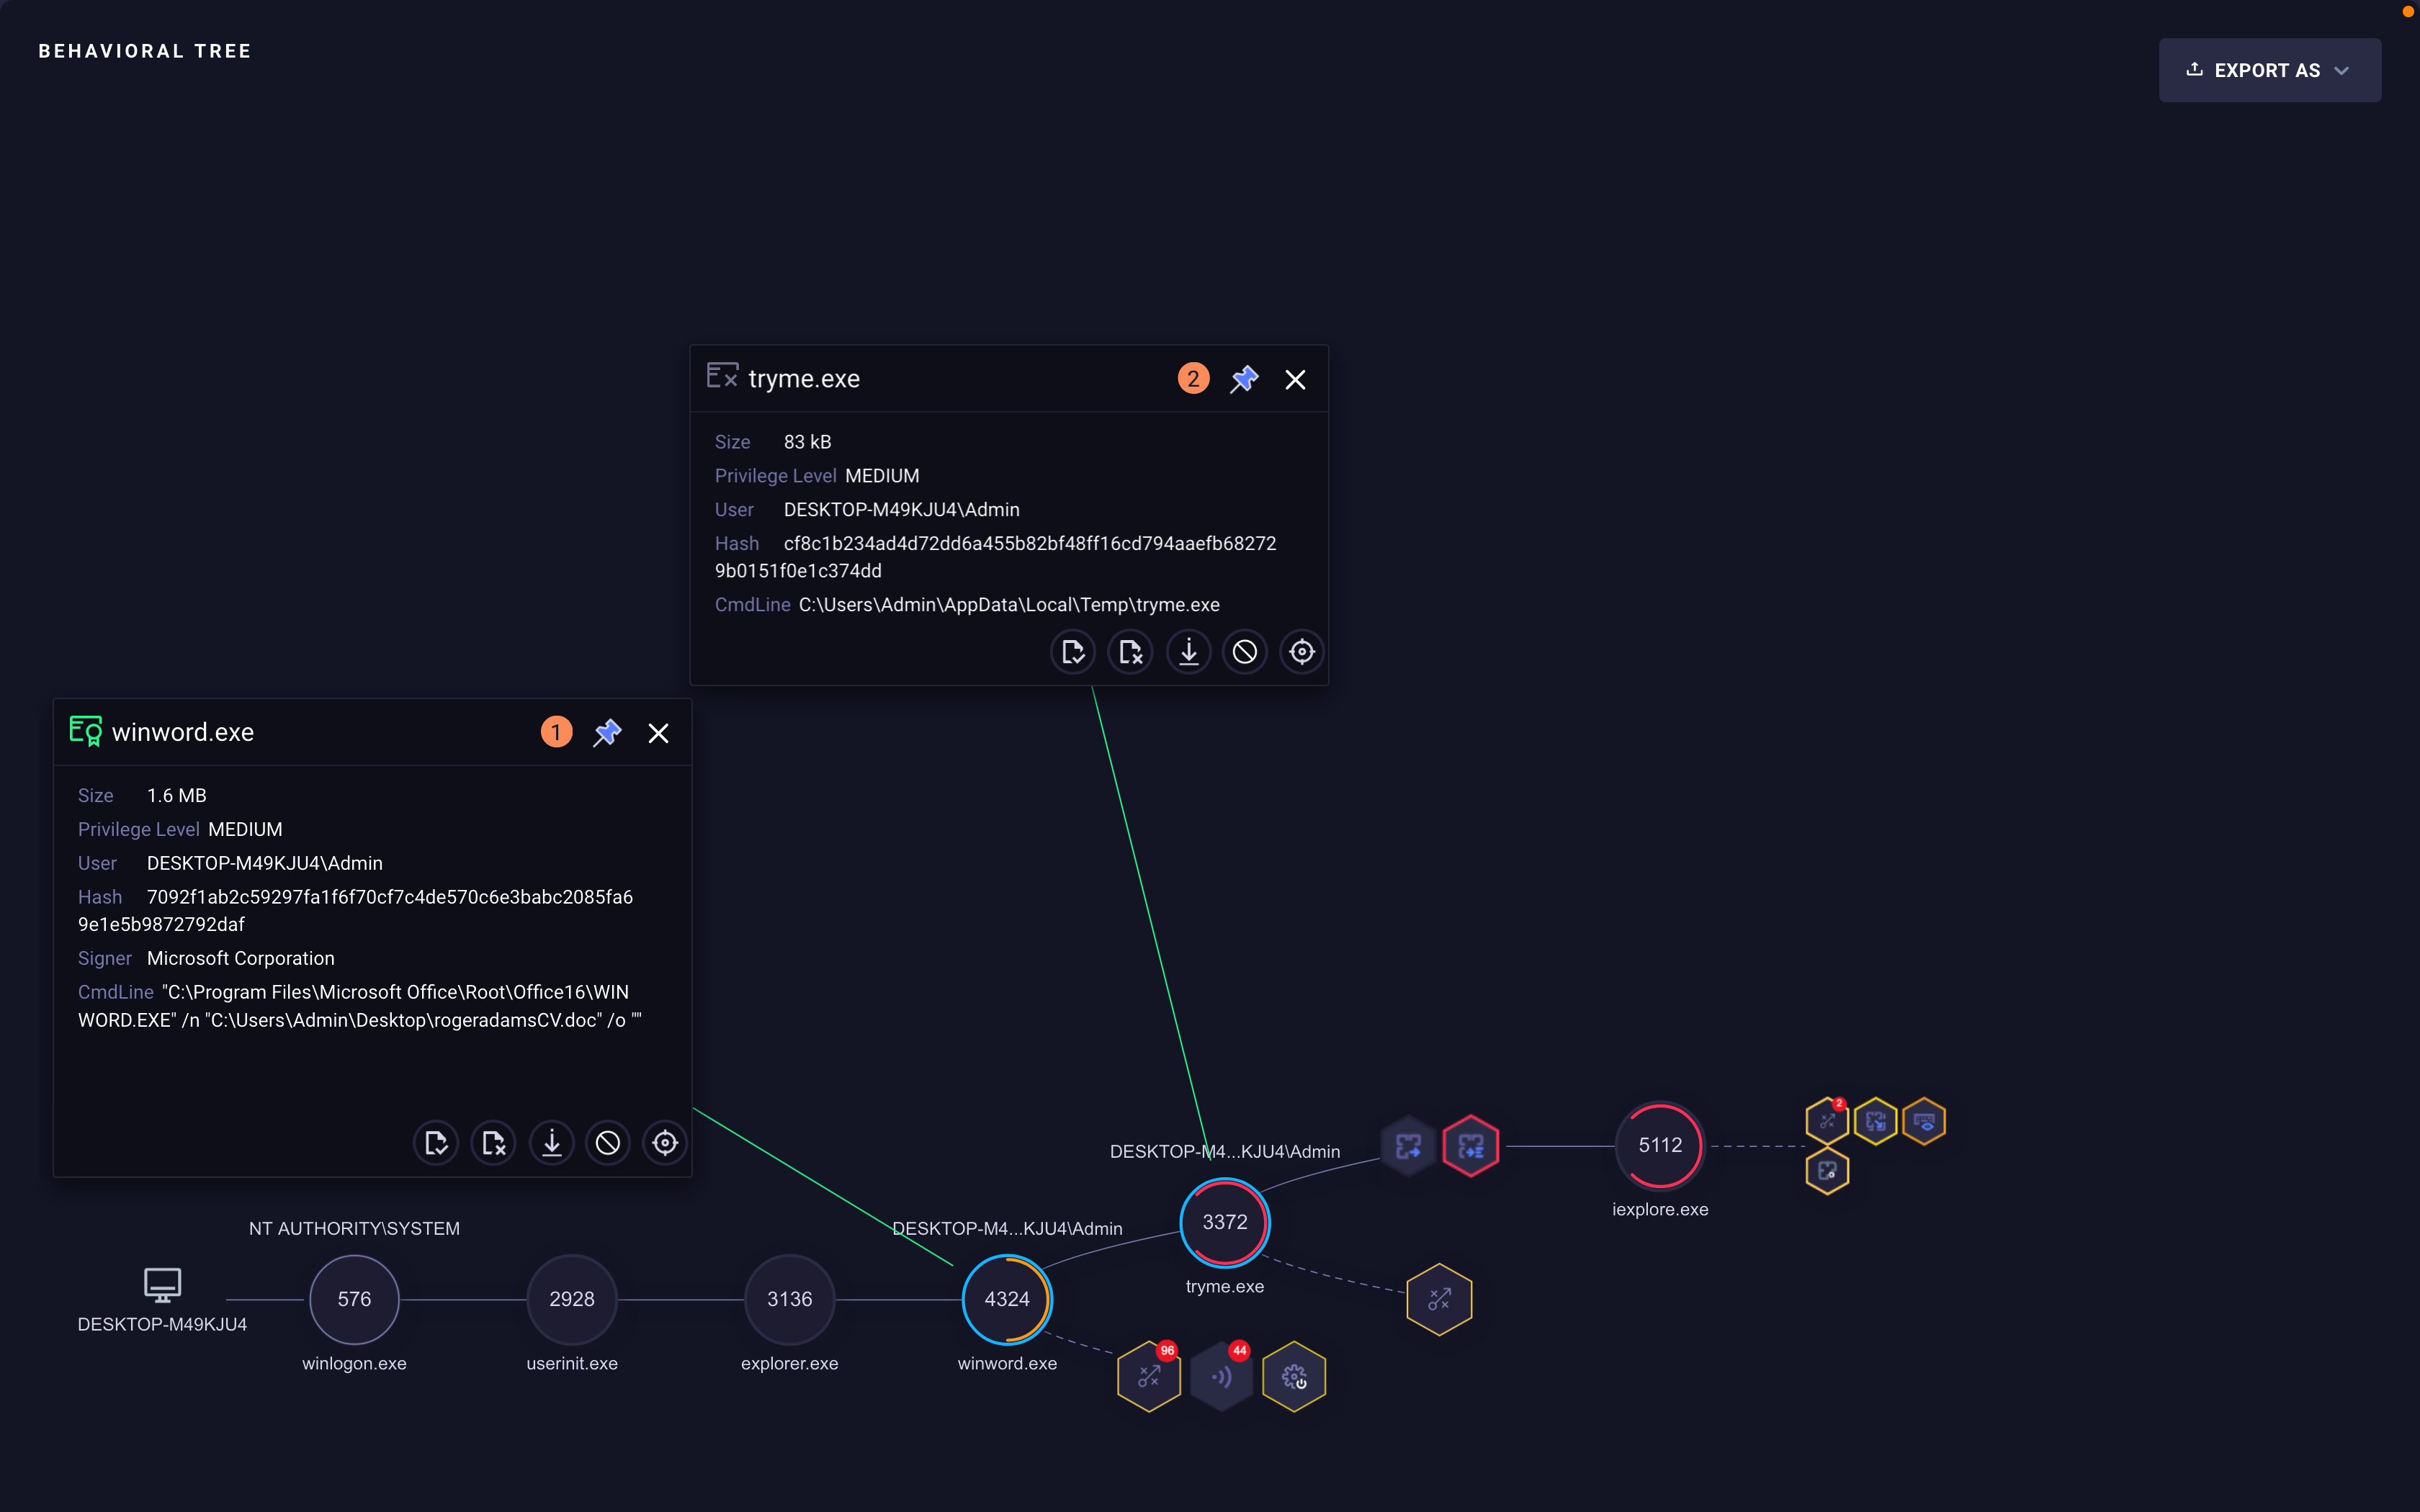 BEHAVIORAL TREE
EXPORT AS
tryme.exe
2
Size 83 kB
Privilege Level MEDIUM
User DESKTOP-M49KJU4\Admin
Hash cf8c1b234ad4d72dd6a455b82bf48ff16cd794aaefb68272
9b0151f0e1c374dd
CmdLine C:\Users\Admin\AppData\Local\Temp\tryme.exe
winword.exe
1
Size 1.6 MB
Privilege Level MEDIUM
User DESKTOP-M49KJU4\Admin
Hash 7092f1ab2c59297fa1f6f70cf7c4de570c6e3babc2085fa6
9e1e5b9872792daf
Signer Microsoft Corporation
CmdLine "C:\Program Files\Microsoft Office\Root\Office16\WIN
WORD.EXE" /n "C:\Users\Admin\Desktop\rogeradamsCV.doc" /o ""
DESKTOP-M49KJU4
NT AUTHORITY\SYSTEM
576
winlogon.exe
2928
userinit.exe
3136
explorer.exe
DESKTOP-M4...KJU4\Admin
4324
winword.exe
96
44
DESKTOP-M4...KJU4\Admin
3372
tryme.exe
5112
iexplore.exe
2